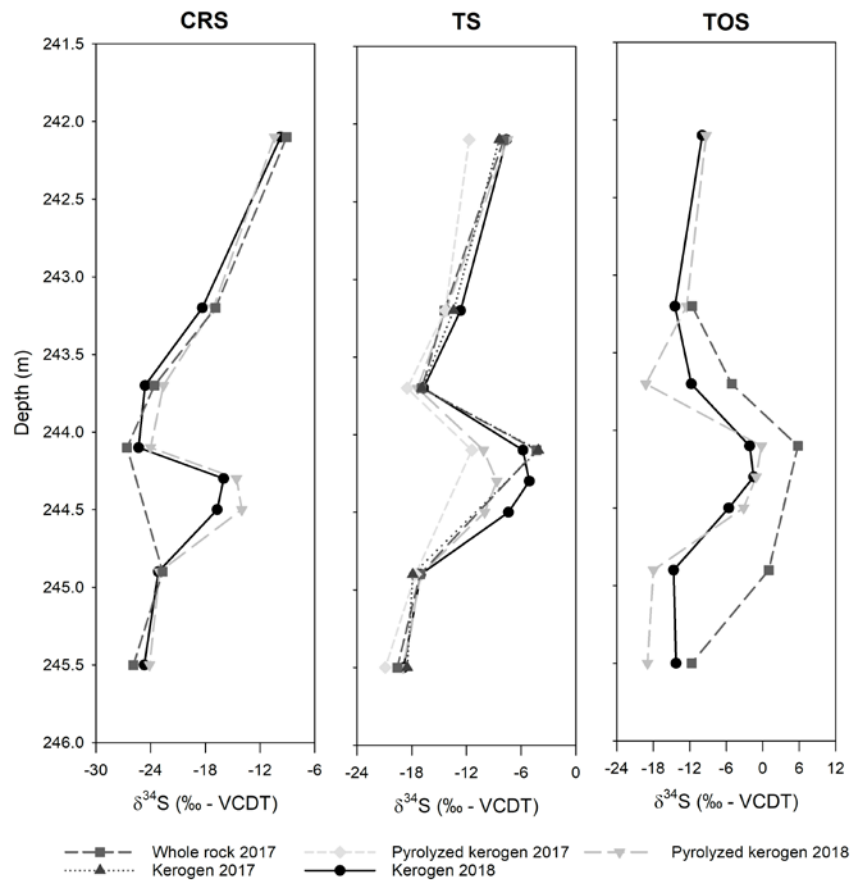 CRS TS TOS
241.5
242.0
242.5
243.0
243.5
244.0
244.5
245.0
245.5
246.0
Depth (m)
-30 -24 -18 -12 -6 -24 -18 -12 -6 0 -24 -18 -12 -6 0 6 12
δ³⁴S (‰ - VCDT) δ³⁴S (‰ - VCDT) δ³⁴S (‰ - VCDT)
Whole rock 2017 Pyrolyzed kerogen 2017 Pyrolyzed kerogen 2018
Kerogen 2017 Kerogen 2018